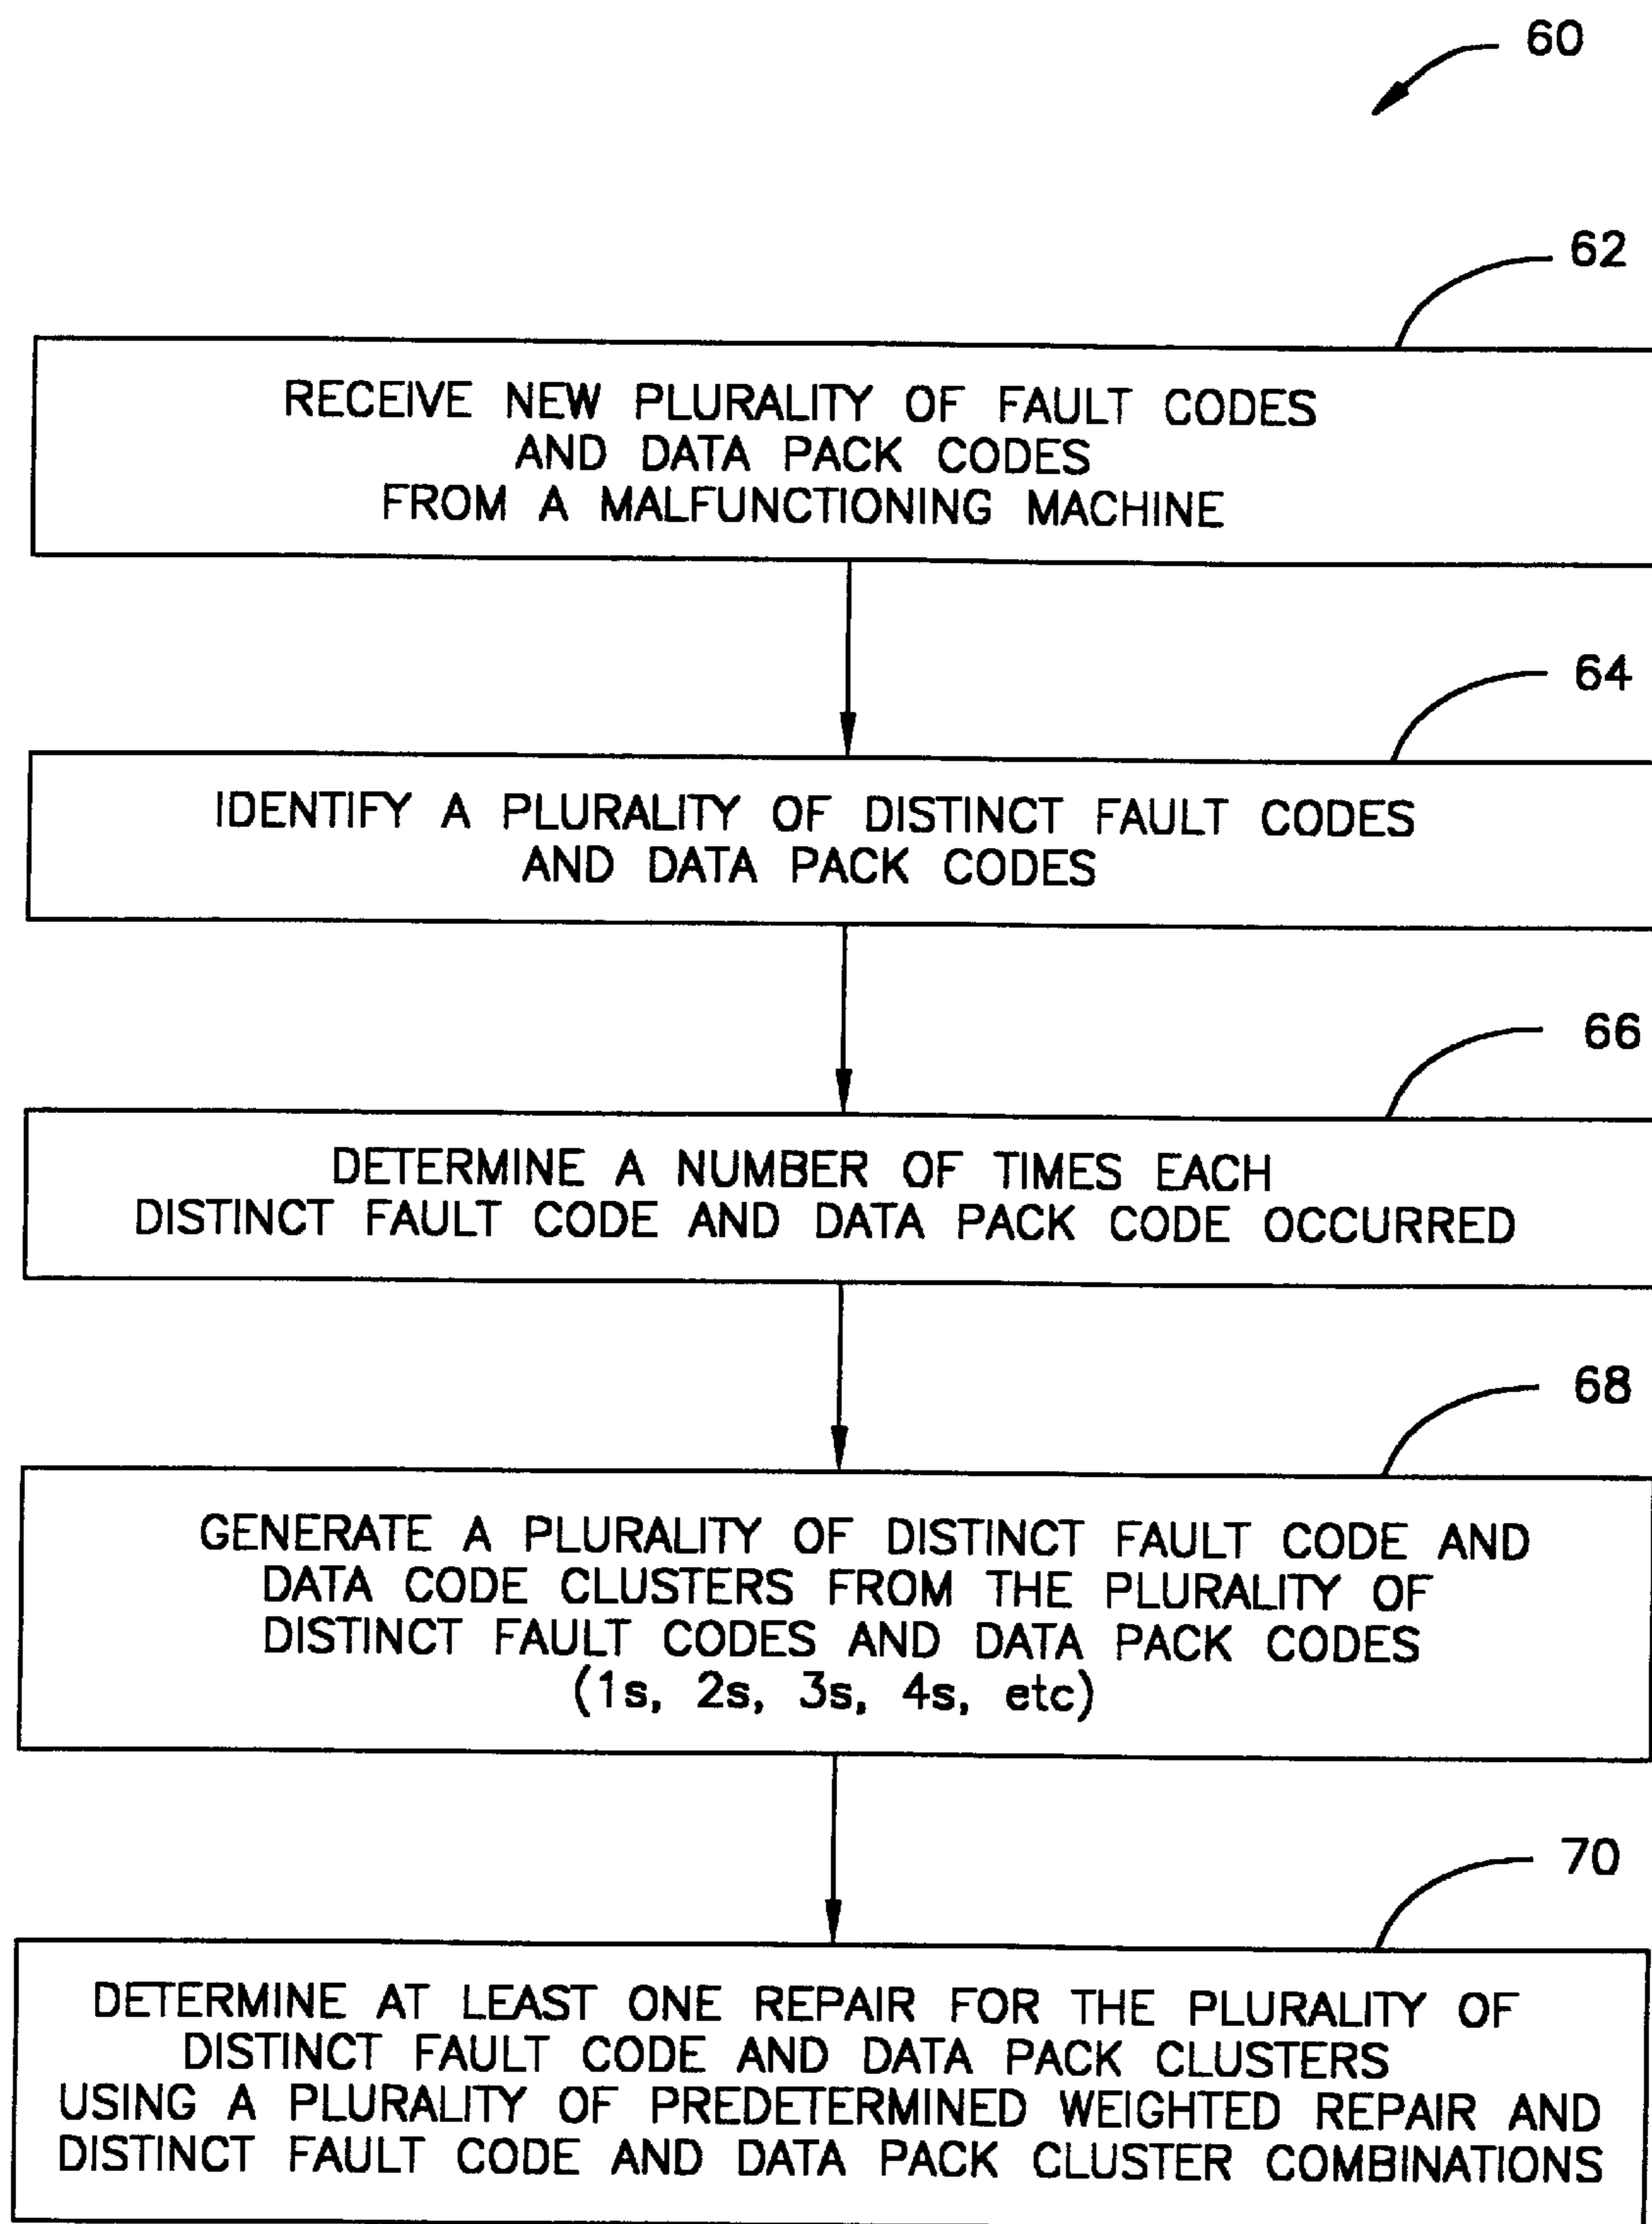 60
62
RECEIVE NEW PLURALITY OF FAULT CODES
AND DATA PACK CODES
FROM A MALFUNCTIONING MACHINE
64
IDENTIFY A PLURALITY OF DISTINCT FAULT CODES
AND DATA PACK CODES
66
DETERMINE A NUMBER OF TIMES EACH
DISTINCT FAULT CODE AND DATA PACK CODE OCCURRED
68
GENERATE A PLURALITY OF DISTINCT FAULT CODE AND
DATA CODE CLUSTERS FROM THE PLURALITY OF
DISTINCT FAULT CODES AND DATA PACK CODES
(1s, 2s, 3s, 4s, etc)
70
DETERMINE AT LEAST ONE REPAIR FOR THE PLURALITY OF
DISTINCT FAULT CODE AND DATA PACK CLUSTERS
USING A PLURALITY OF PREDETERMINED WEIGHTED REPAIR AND
DISTINCT FAULT CODE AND DATA PACK CLUSTER COMBINATIONS